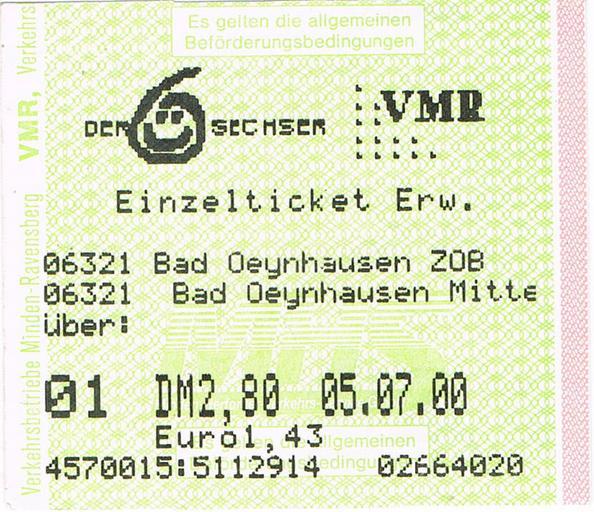 Es gelten die allgemeinen
Beförderungsbedingungen
Verkehrsbetriebe Minden-Ravensberg VMR, Verkehrs
DER 6 SECHSER
VMR
Einzelticket Erw.
06321 Bad Oeynhausen ZOB
06321 Bad Oeynhausen Mitte
über:
01 DM2,80 05.07.00
Euro1,43
4570015:5112914 02664020